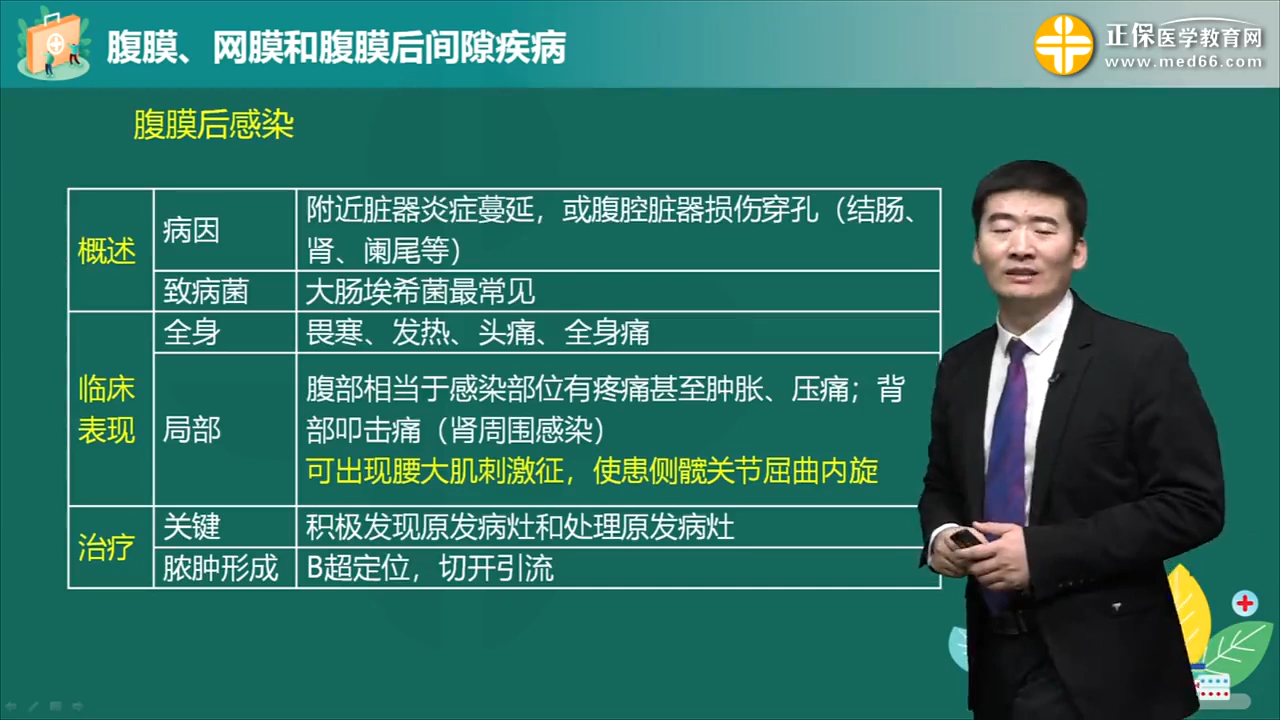 腹膜、网膜和腹膜后间隙疾病
正保医学教育网
www.med66.com
腹膜后感染
概述
病因
附近脏器炎症蔓延，或腹腔脏器损伤穿孔（结肠、
肾、阑尾等）
致病菌
大肠埃希菌最常见
临床
表现
全身
畏寒、发热、头痛、全身痛
局部
腹部相当于感染部位有疼痛甚至肿胀、压痛；背
部叩击痛（肾周围感染）
可出现腰大肌刺激征，使患侧髋关节屈曲内旋
治疗
关键
积极发现原发病灶和处理原发病灶
脓肿形成
B超定位，切开引流